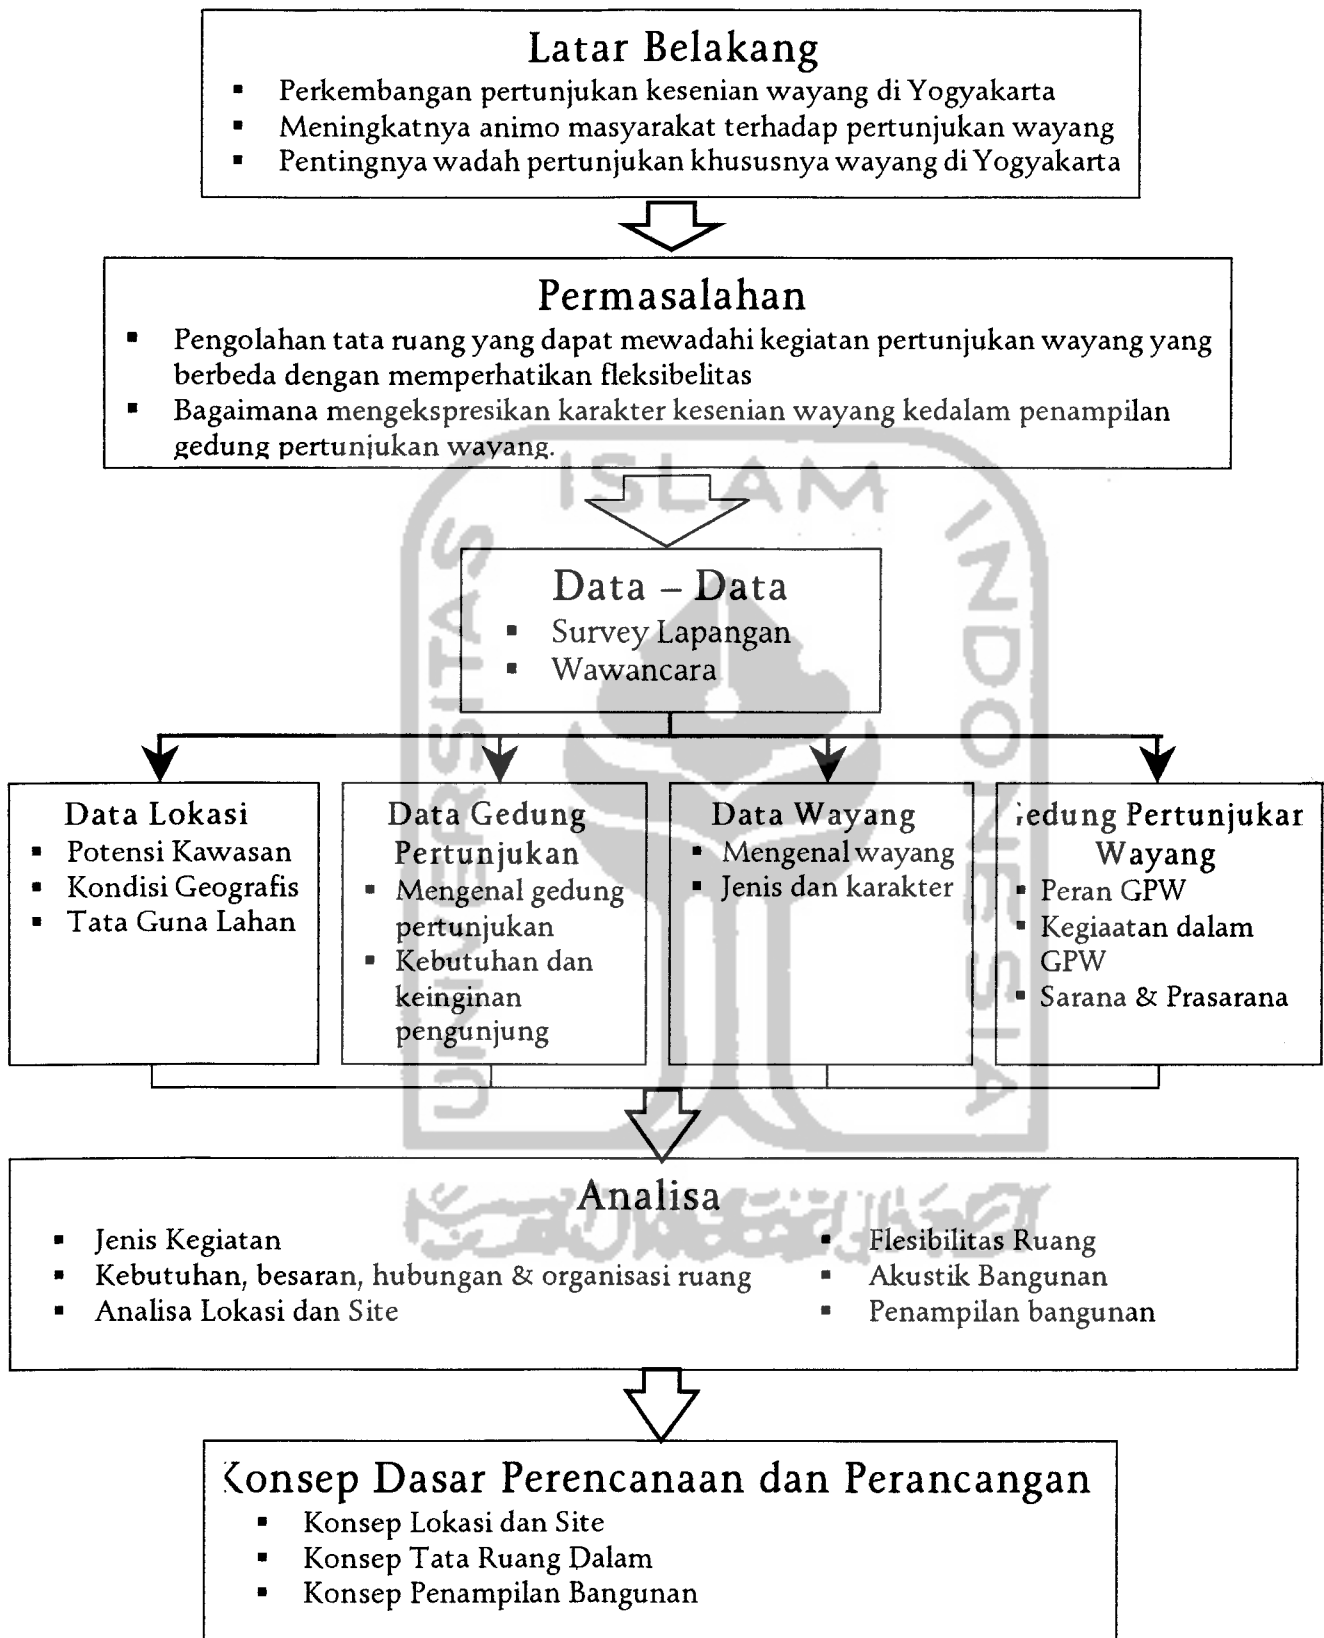 Latar Belakang
▪ Perkembangan pertunjukan kesenian wayang di Yogyakarta
▪ Meningkatnya animo masyarakat terhadap pertunjukan wayang
▪ Pentingnya wadah pertunjukan khususnya wayang di Yogyakarta
Permasalahan
▪ Pengolahan tata ruang yang dapat mewadahi kegiatan pertunjukan wayang yang
berbeda dengan memperhatikan fleksibelitas
▪ Bagaimana mengekspresikan karakter kesenian wayang kedalam penampilan
gedung pertunjukan wayang.
UNIVERSITAS
ISLAM
INDONESIA
Data – Data
▪ Survey Lapangan
▪ Wawancara
Data Lokasi
▪ Potensi Kawasan
▪ Kondisi Geografis
▪ Tata Guna Lahan
Data Gedung
Pertunjukan
▪ Mengenal gedung
pertunjukan
▪ Kebutuhan dan
keinginan
pengunjung
Data Wayang
▪ Mengenal wayang
▪ Jenis dan karakter
edung Pertunjukar
Wayang
▪ Peran GPW
▪ Kegiaatan dalam
GPW
▪ Sarana & Prasarana
Analisa
▪ Jenis Kegiatan
▪ Kebutuhan, besaran, hubungan & organisasi ruang
▪ Analisa Lokasi dan Site
▪ Flesibilitas Ruang
▪ Akustik Bangunan
▪ Penampilan bangunan
Konsep Dasar Perencanaan dan Perancangan
▪ Konsep Lokasi dan Site
▪ Konsep Tata Ruang Dalam
▪ Konsep Penampilan Bangunan